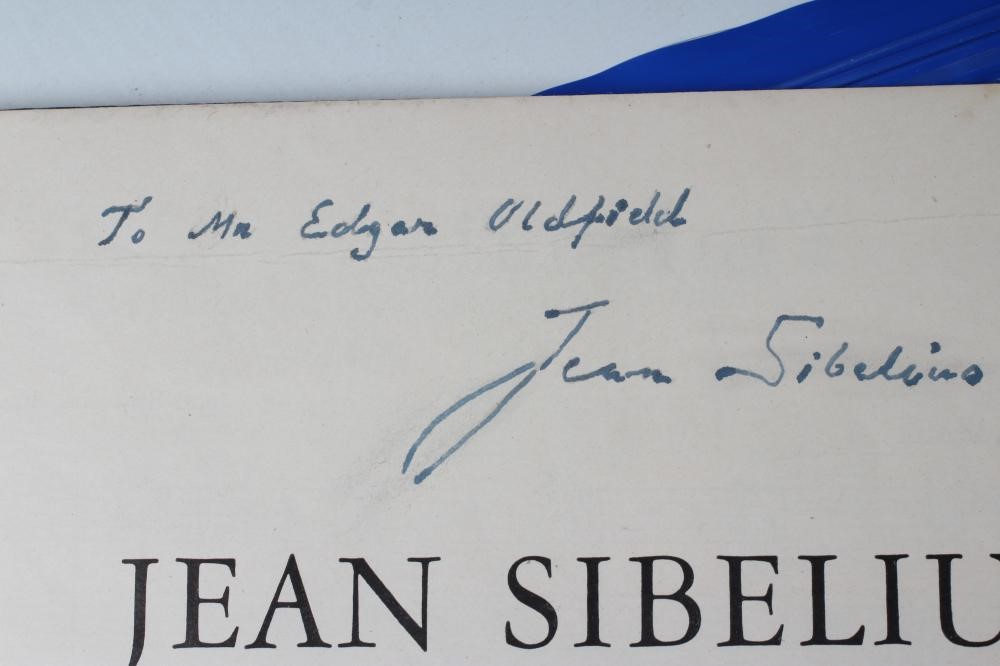 To Mr Edgar Oldfield
Jean Sibelius
JEAN SIBELIU